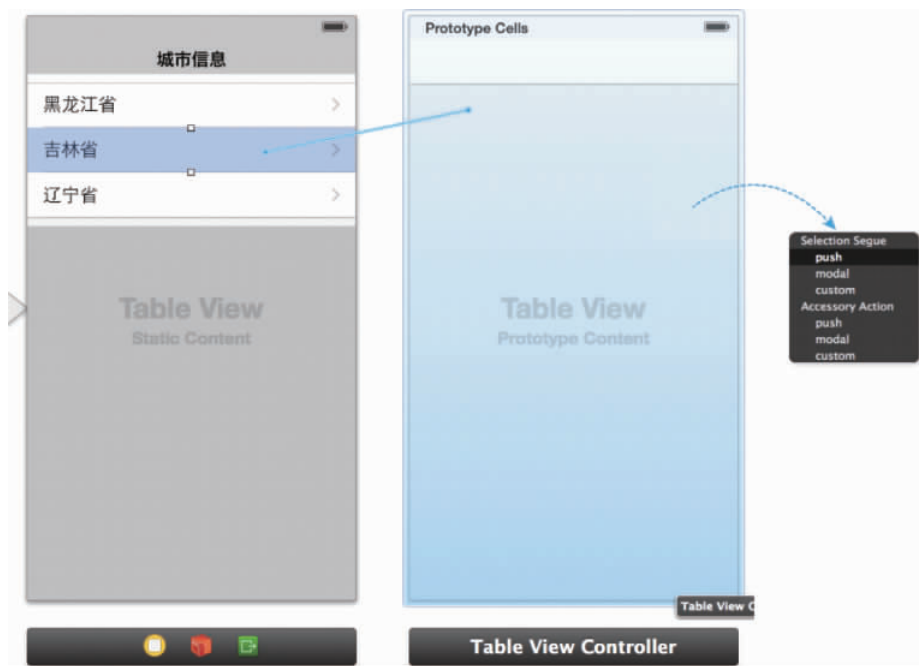 城市信息
黑龙江省
吉林省
辽宁省
Table View
Static Content
Prototype Cells
Table View
Prototype Content
Table View C
Table View Controller
Selection Segue
push
modal
custom
Accessory Action
push
modal
custom